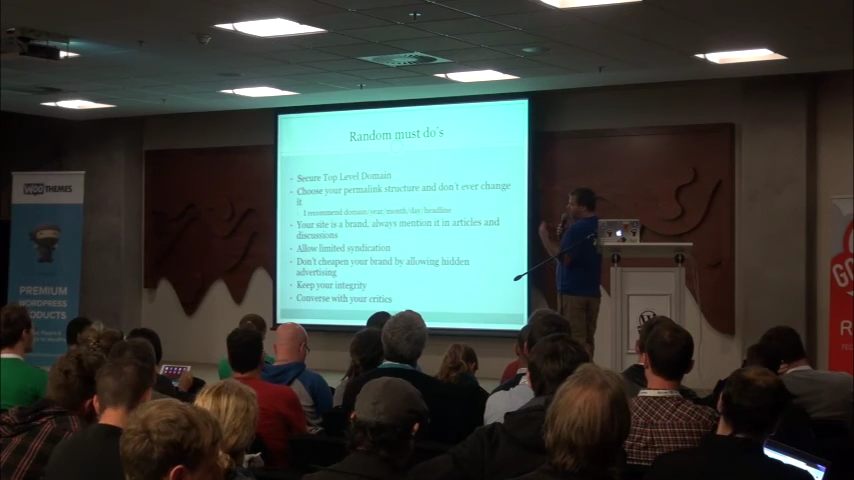 Random must do's
• Secure Top Level Domain
• Choose your permalink structure and don't ever change
it
• I recommend domain/year/month/day/headline
• Your site is a brand, always mention it in articles and
discussions
• Allow limited syndication
• Don't cheapen your brand by allowing hidden
advertising
• Keep your integrity
• Converse with your critics
WOO THEMES
PREMIUM
WORDPRESS
PRODUCTS
GO
R